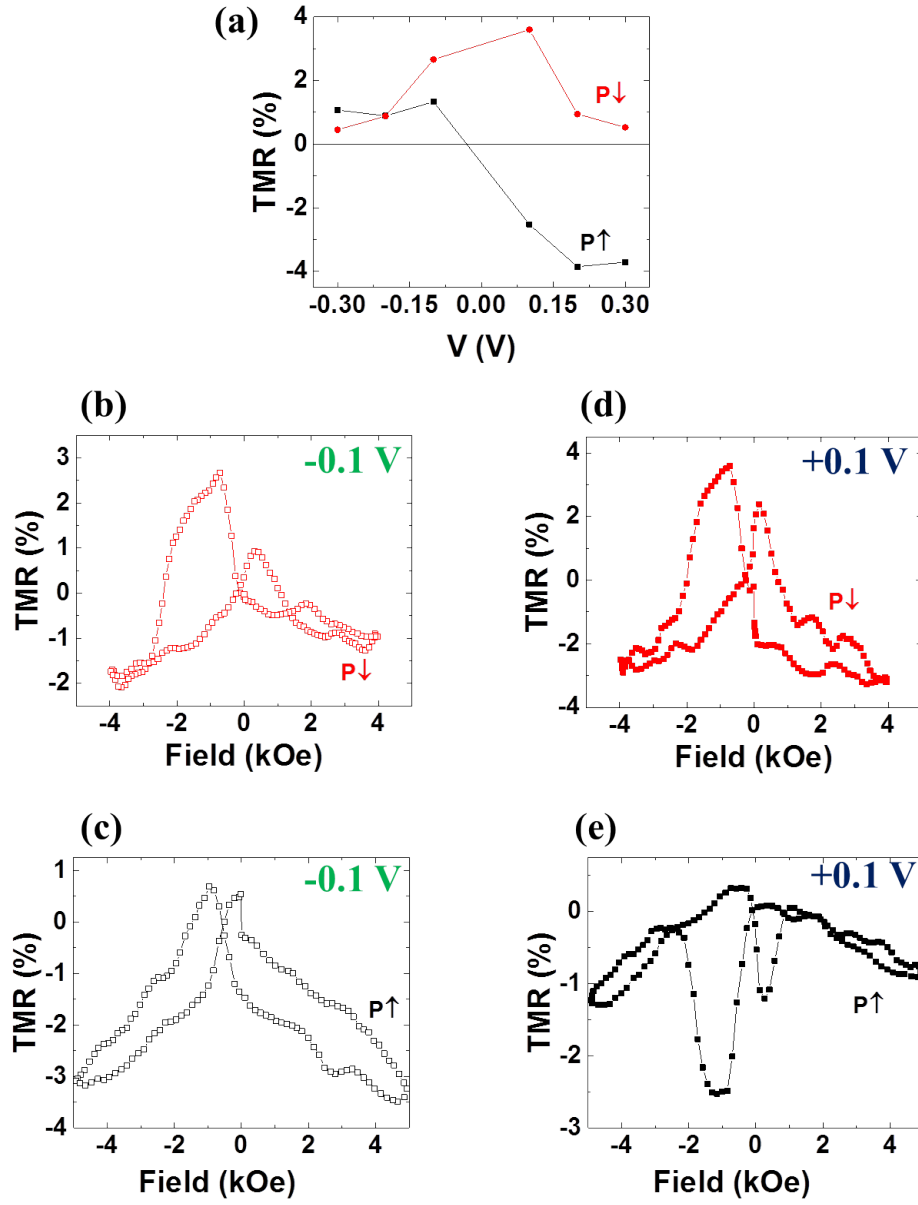 (a)
4
2
0
-2
-4
TMR (%)
P↓
P↑
-0.30 -0.15 0.00 0.15 0.30
V (V)
(b)
-0.1 V
3
2
1
0
-1
-2
TMR (%)
P↓
-4 -2 0 2 4
Field (kOe)
(d)
+0.1 V
4
2
0
-2
-4
TMR (%)
P↓
-4 -2 0 2 4
Field (kOe)
(c)
-0.1 V
1
0
-1
-2
-3
-4
TMR (%)
P↑
-4 -2 0 2 4
Field (kOe)
(e)
+0.1 V
0
-1
-2
-3
TMR (%)
P↑
-4 -2 0 2 4
Field (kOe)